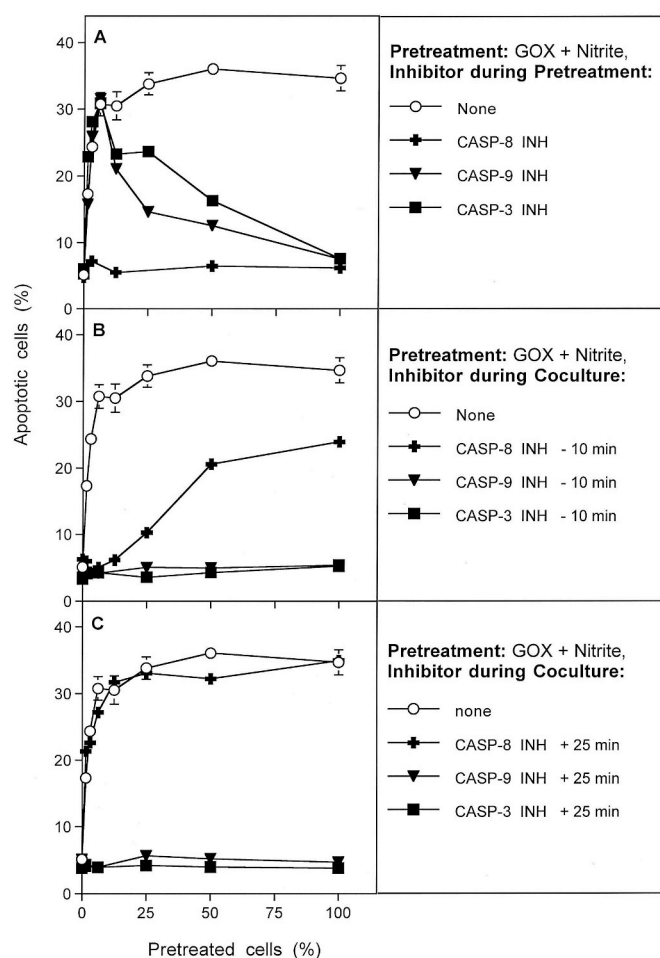 A
40
30
20
10
0
Pretreatment: GOX + Nitrite,
Inhibitor during Pretreatment:
None
CASP-8 INH
CASP-9 INH
CASP-3 INH
B
40
30
20
10
0
Apoptotic cells (%)
Pretreatment: GOX + Nitrite,
Inhibitor during Coculture:
None
CASP-8 INH - 10 min
CASP-9 INH - 10 min
CASP-3 INH - 10 min
C
40
30
20
10
0
Pretreatment: GOX + Nitrite,
Inhibitor during Coculture:
none
CASP-8 INH + 25 min
CASP-9 INH + 25 min
CASP-3 INH + 25 min
0 25 50 75 100
Pretreated cells (%)